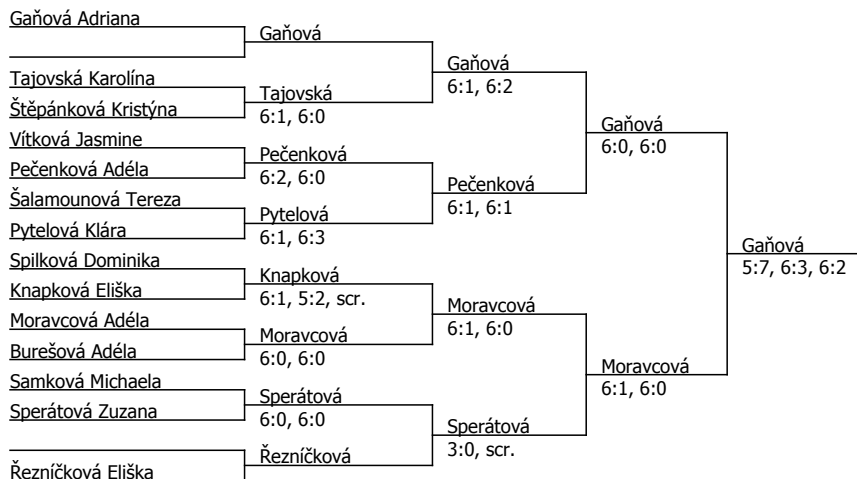 Gaňová Adriana
Tajovská Karolína
Štěpánková Kristýna
Vítková Jasmine
Pečenková Adéla
Šalamounová Tereza
Pytelová Klára
Spilková Dominika
Knapková Eliška
Moravcová Adéla
Burešová Adéla
Samková Michaela
Sperátová Zuzana
Řezníčková Eliška
Gaňová
Tajovská
6:1, 6:0
Pečenková
6:2, 6:0
Pytelová
6:1, 6:3
Knapková
6:1, 5:2, scr.
Moravcová
6:0, 6:0
Sperátová
6:0, 6:0
Řezníčková
Gaňová
6:1, 6:2
Pečenková
6:1, 6:1
Moravcová
6:1, 6:0
Sperátová
3:0, scr.
Gaňová
6:0, 6:0
Moravcová
6:1, 6:0
Gaňová
5:7, 6:3, 6:2